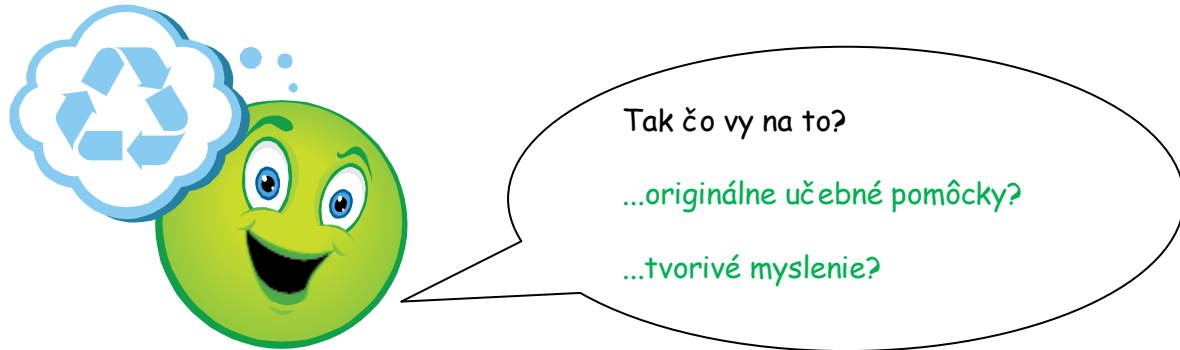 Tak čo vy na to?
...originálne učebné pomôcky?
...tvorivé myslenie?